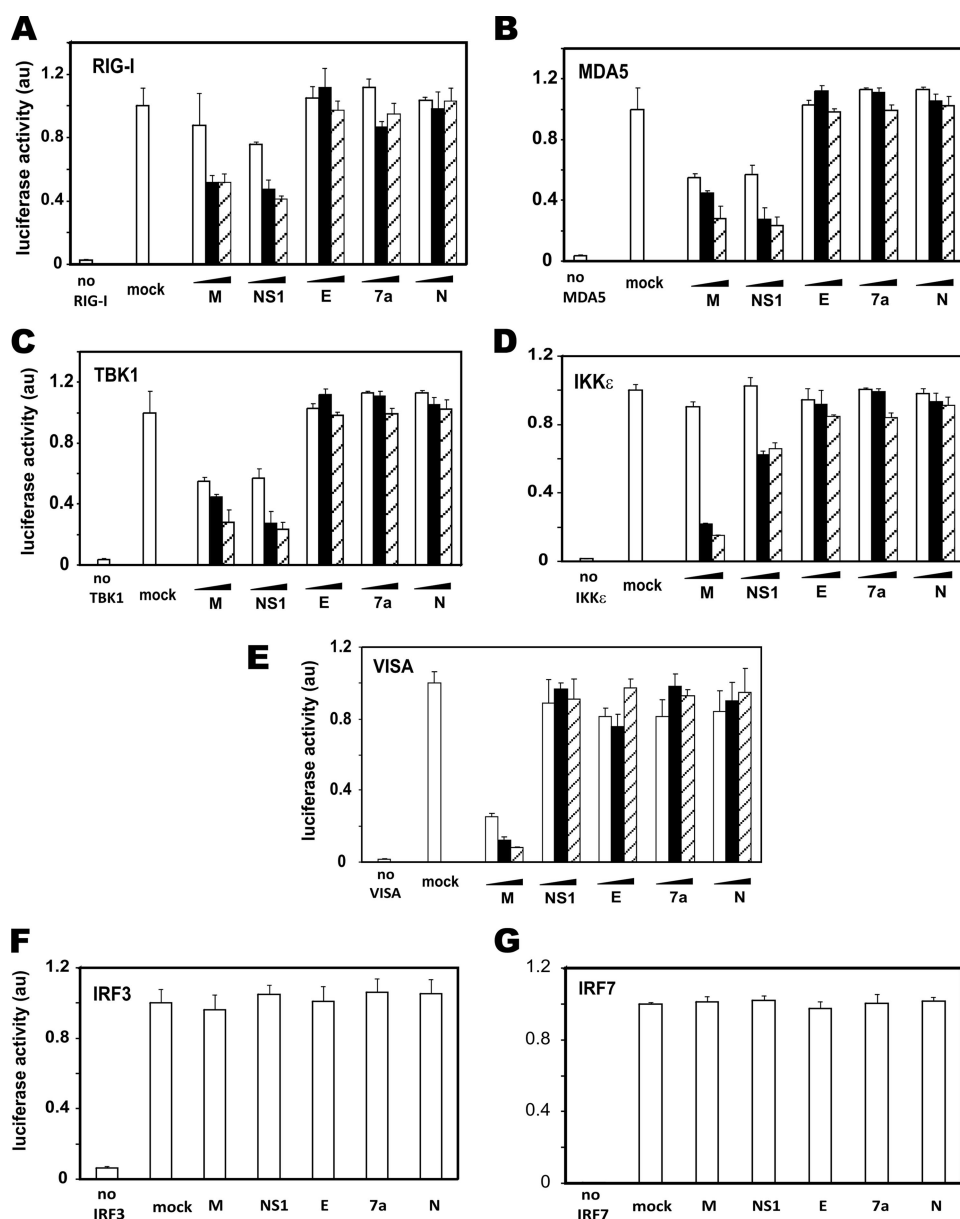 A
luciferase activity (au)
RIG-I
1.2
0.8
0.4
0
no
RIG-I
mock
M
NS1
E
7a
N
B
MDA5
1.2
0.8
0.4
0
no
MDA5
mock
M
NS1
E
7a
N
C
luciferase activity (au)
TBK1
1.2
0.8
0.4
0
no
TBK1
mock
M
NS1
E
7a
N
D
IKKε
1.2
0.8
0.4
0
no
IKKε
mock
M
NS1
E
7a
N
E
luciferase activity (au)
VISA
1.2
0.8
0.4
0
no
VISA
mock
M
NS1
E
7a
N
F
luciferase activity (au)
IRF3
1.2
0.8
0.4
0
no
IRF3
mock
M
NS1
E
7a
N
G
IRF7
1.2
0.8
0.4
0
no
IRF7
mock
M
NS1
E
7a
N